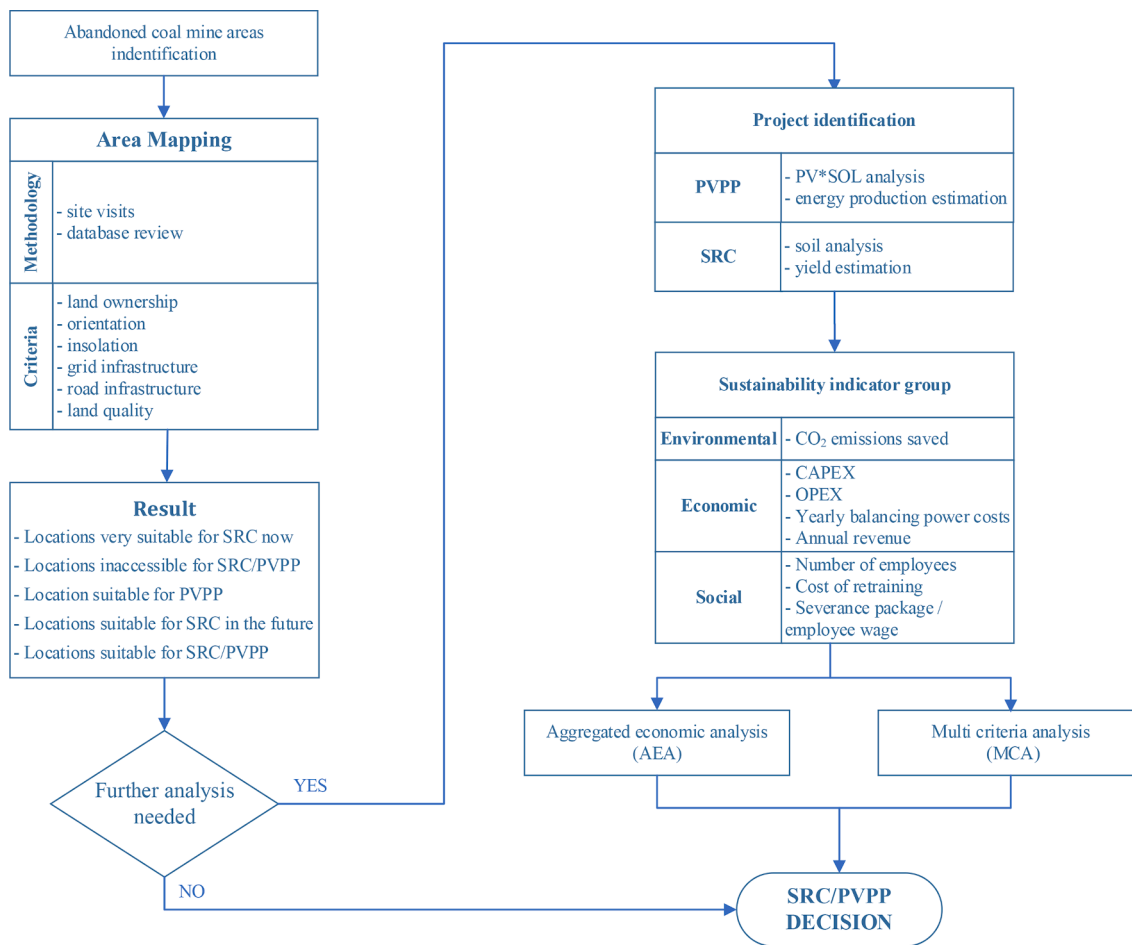 Abandoned coal mine areas
indentification
Area Mapping
Methodology
- site visits
- database review
Criteria
- land ownership
- orientation
- insolation
- grid infrastructure
- road infrastructure
- land quality
Result
- Locations very suitable for SRC now
- Locations inaccessible for SRC/PVPP
- Location suitable for PVPP
- Locations suitable for SRC in the future
- Locations suitable for SRC/PVPP
Further analysis
needed
YES
NO
Project identification
PVPP
- PV*SOL analysis
- energy production estimation
SRC
- soil analysis
- yield estimation
Sustainability indicator group
Environmental
- CO₂ emissions saved
Economic
- CAPEX
- OPEX
- Yearly balancing power costs
- Annual revenue
Social
- Number of employees
- Cost of retraining
- Severance package /
employee wage
Aggregated economic analysis
(AEA)
Multi criteria analysis
(MCA)
SRC/PVPP
DECISION